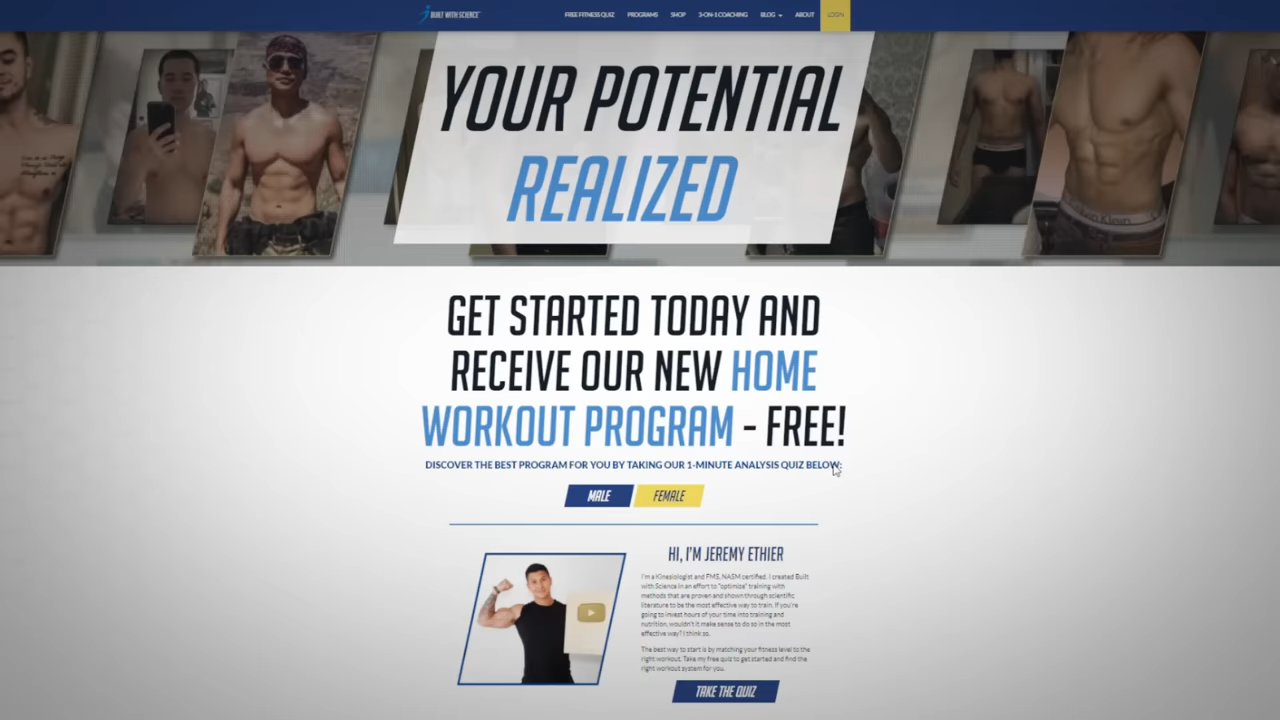 BUILT WITH SCIENCE
FREE FITNESS QUIZ PROGRAMS SHOP 3-ON-1 COACHING BLOG ABOUT LOGIN
YOUR POTENTIAL
REALIZED
Calvin Klein
GET STARTED TODAY AND
RECEIVE OUR NEW HOME
WORKOUT PROGRAM - FREE!
DISCOVER THE BEST PROGRAM FOR YOU BY TAKING OUR 1-MINUTE ANALYSIS QUIZ BELOW:
MALE FEMALE
HI, I'M JEREMY ETHIER
I'm a Kinesiologist and FMS, NASM certified. I created Built
with Science in an effort to "optimize" training with
methods that are proven and shown through scientific
literature to be the most effective way to train. If you're
going to invest hours of your time into training and
nutrition, wouldn't it make sense to do so in the most
effective way? I think so.
The best way to start is by matching your fitness level to the
right workout. Take my free quiz to get started and find the
right workout system for you.
TAKE THE QUIZ